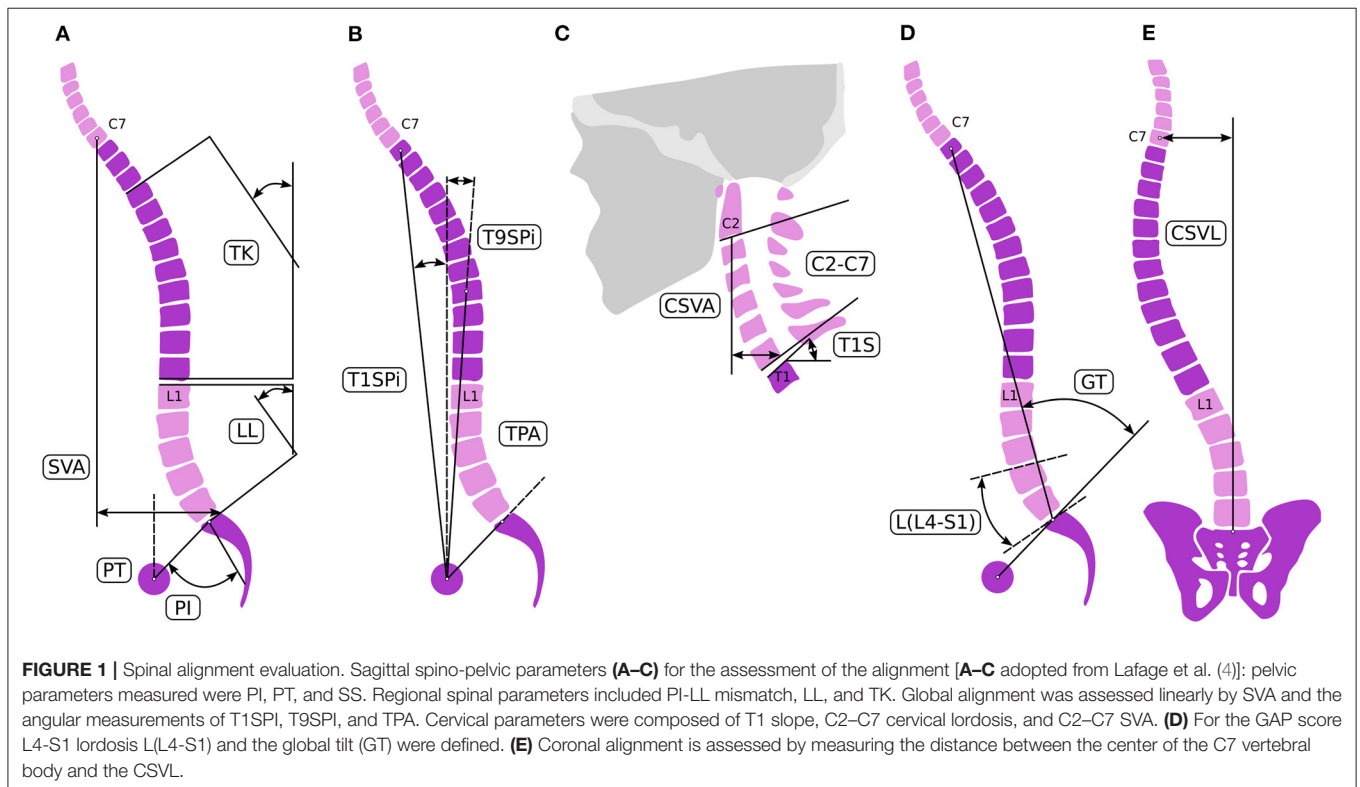 A
B
C
D
E
C7
TK
L1
LL
SVA
PT
PI
C7
T9SPi
T1SPi
L1
TPA
C2
C2-C7
CSVA
T1S
T1
C7
GT
L1
L(L4-S1)
C7
CSVL
L1
FIGURE 1 | Spinal alignment evaluation. Sagittal spino-pelvic parameters (A–C) for the assessment of the alignment [A–C adopted from Lafage et al. (4)]: pelvic
parameters measured were PI, PT, and SS. Regional spinal parameters included PI-LL mismatch, LL, and TK. Global alignment was assessed linearly by SVA and the
angular measurements of T1SPI, T9SPI, and TPA. Cervical parameters were composed of T1 slope, C2–C7 cervical lordosis, and C2–C7 SVA. (D) For the GAP score
L4-S1 lordosis L(L4-S1) and the global tilt (GT) were defined. (E) Coronal alignment is assessed by measuring the distance between the center of the C7 vertebral
body and the CSVL.